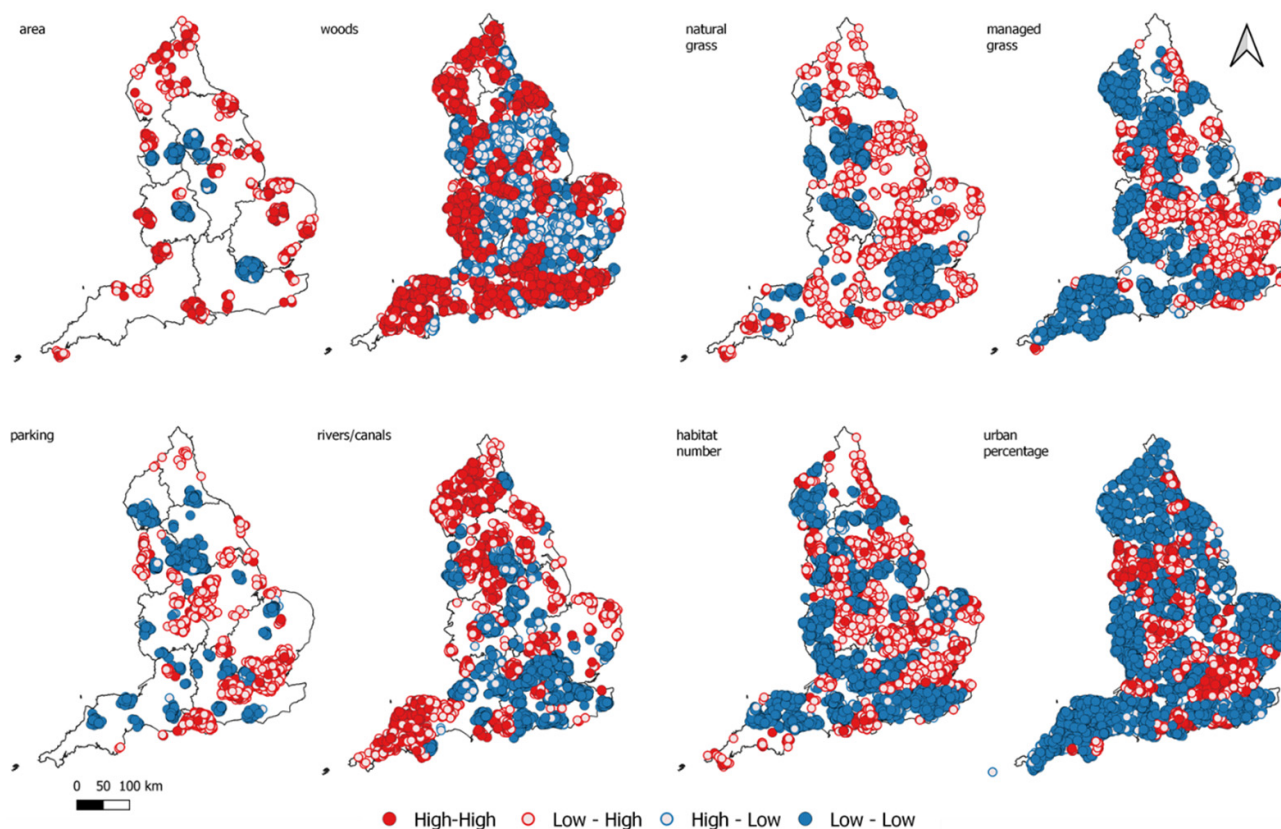 area
woods
natural
grass
managed
grass
parking
rivers/canals
habitat
number
urban
percentage
0 50 100 km
High-High Low - High High - Low Low - Low